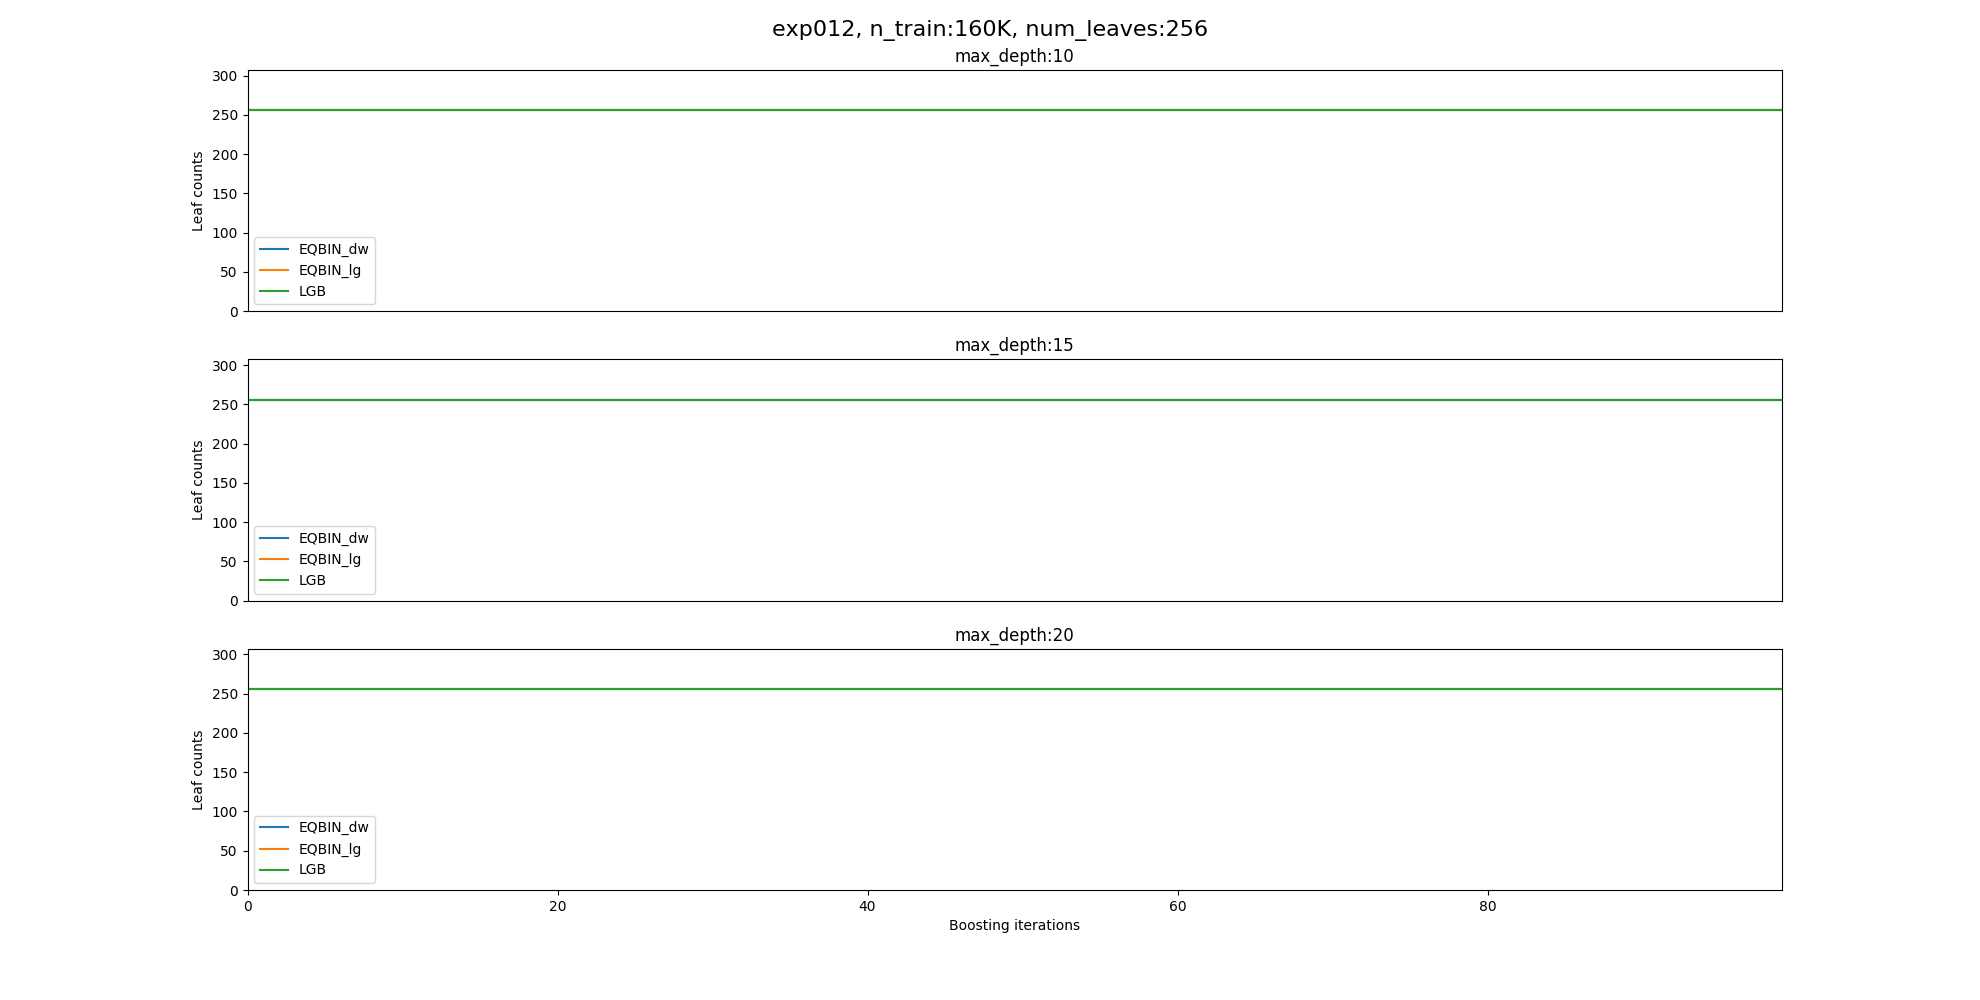 exp012, n_train:160K, num_leaves:256
max_depth:10
300
250
200
150
100
50
0
Leaf counts
EQBIN_dw
EQBIN_lg
LGB
max_depth:15
300
250
200
150
100
50
0
Leaf counts
EQBIN_dw
EQBIN_lg
LGB
max_depth:20
300
250
200
150
100
50
0
Leaf counts
EQBIN_dw
EQBIN_lg
LGB
0 20 40 60 80
Boosting iterations